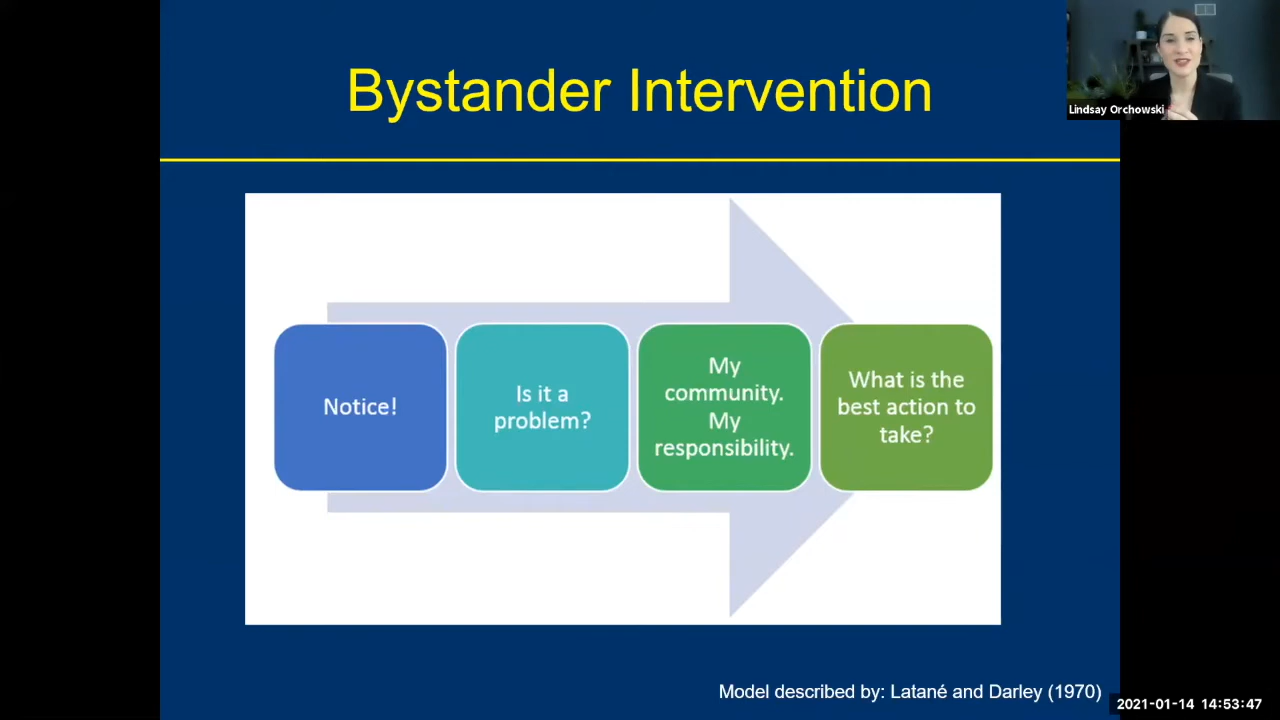 Bystander Intervention
Lindsay Orchowski
Notice!
Is it a
problem?
My
community.
My
responsibility.
What is the
best action to
take?
Model described by: Latané and Darley (1970)
2021-01-14 14:53:47